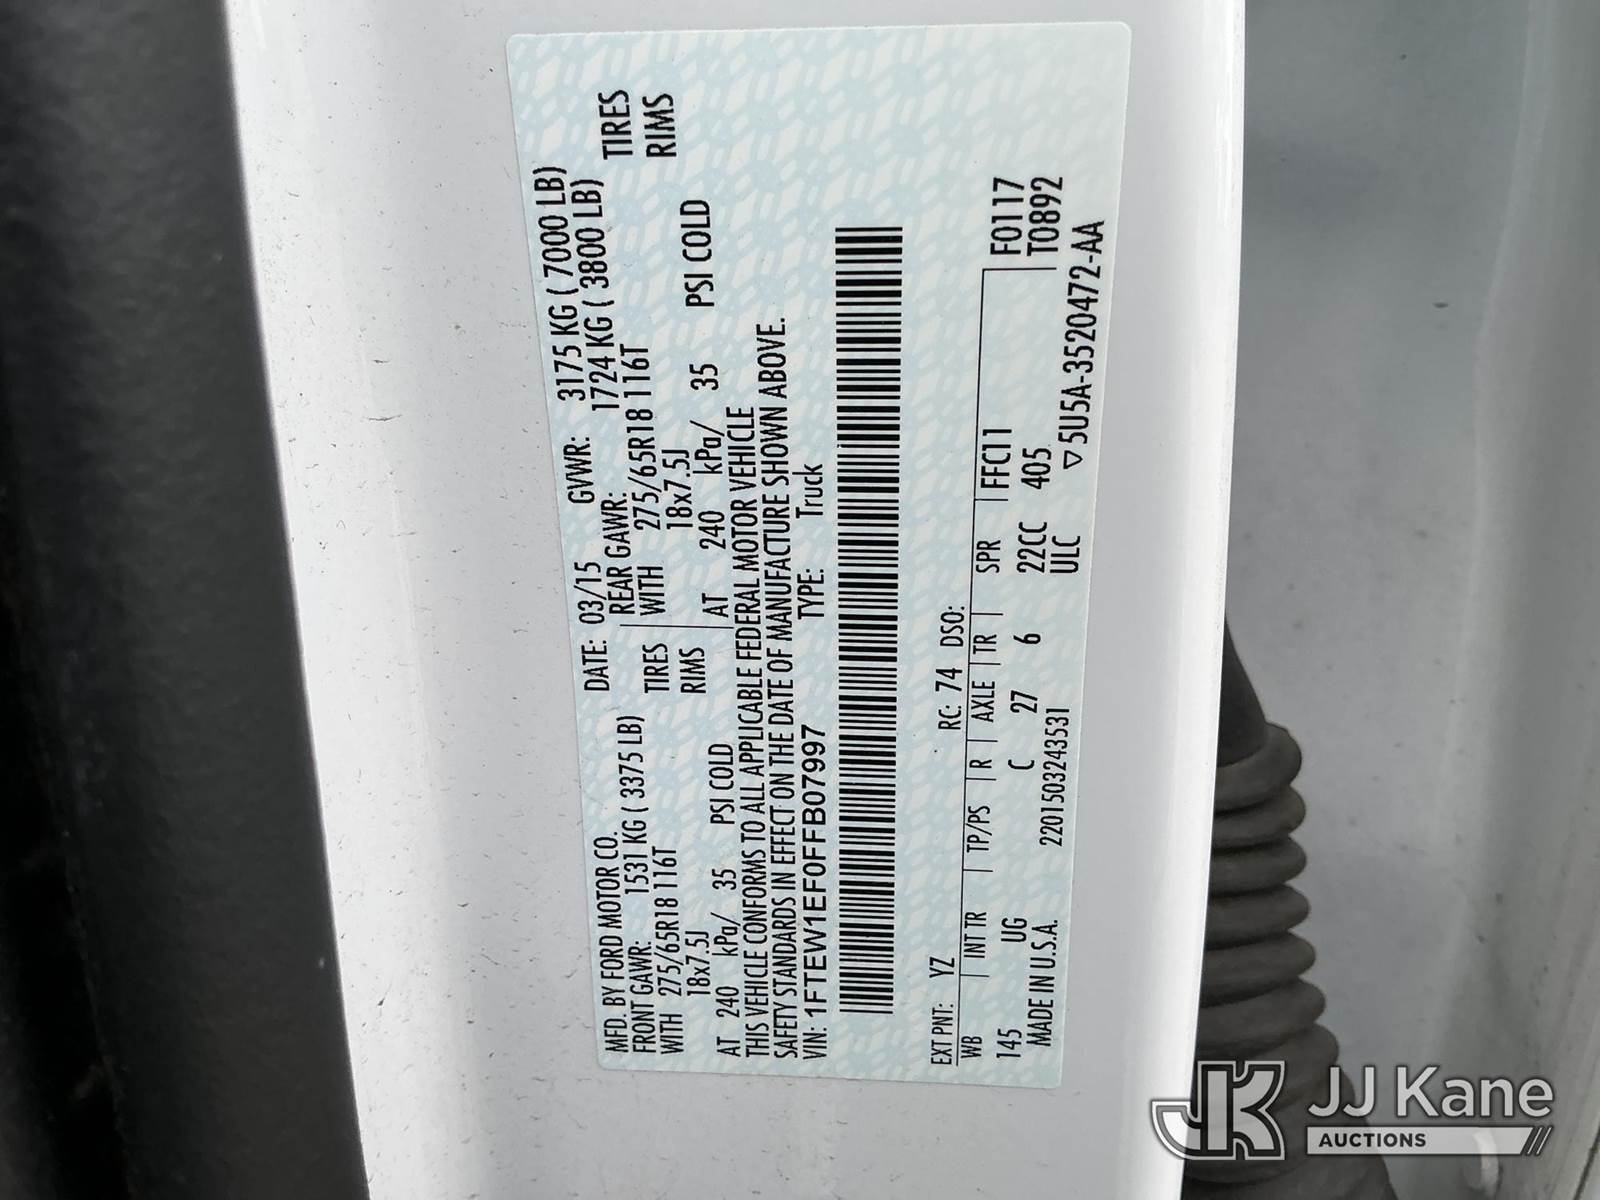 MFD. BY FORD MOTOR CO. DATE: 03/15 GVWR: 3175 KG ( 7000 LB)
FRONT GAWR: 1531 KG ( 3375 LB) REAR GAWR: 1724 KG ( 3800 LB)
WITH 275/65R18 116T TIRES WITH 275/65R18 116T TIRES
18x7.5J RIMS 18x7.5J RIMS
AT 240 kPa/ 35 PSI COLD AT 240 kPa/ 35 PSI COLD
THIS VEHICLE CONFORMS TO ALL APPLICABLE FEDERAL MOTOR VEHICLE
SAFETY STANDARDS IN EFFECT ON THE DATE OF MANUFACTURE SHOWN ABOVE.
VIN: 1FTEW1EF0FFB07997 TYPE: Truck
EXT PNT: YZ RC: 74 DSO:
WB INT TR TP/PS R AXLE TR SPR FFC11 F0117
145 UG C 27 6 22CC 405 T0892
MADE IN U.S.A. 2201503243531 ULC ▽ 5U5A-3520472-AA
JK JJ Kane
AUCTIONS